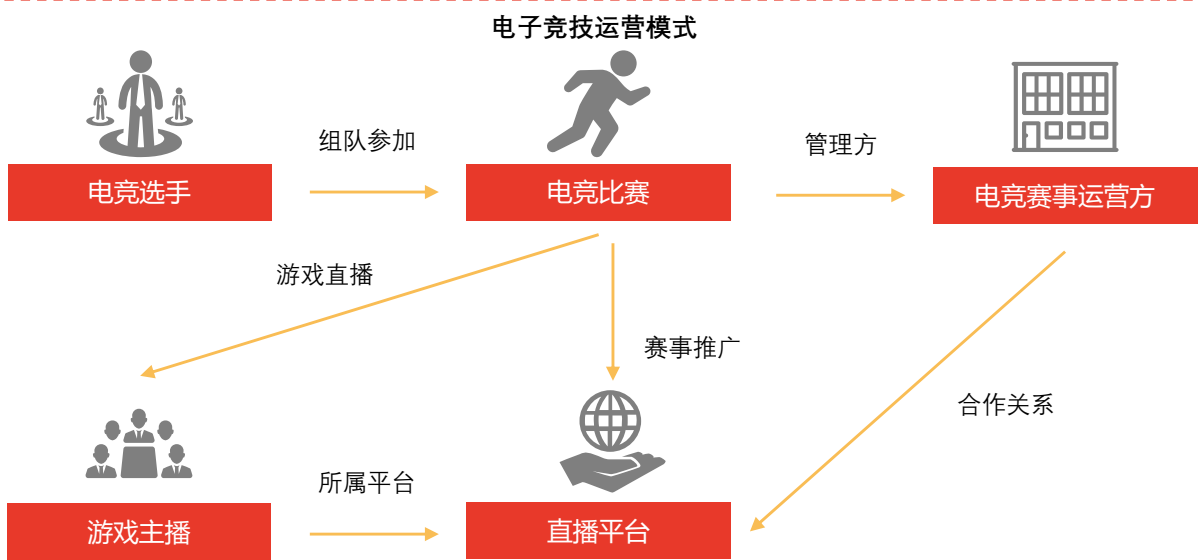 电子竞技运营模式
组队参加
管理方
电竞选手
电竞比赛
电竞赛事运营方
游戏直播
赛事推广
合作关系
所属平台
游戏主播
直播平台